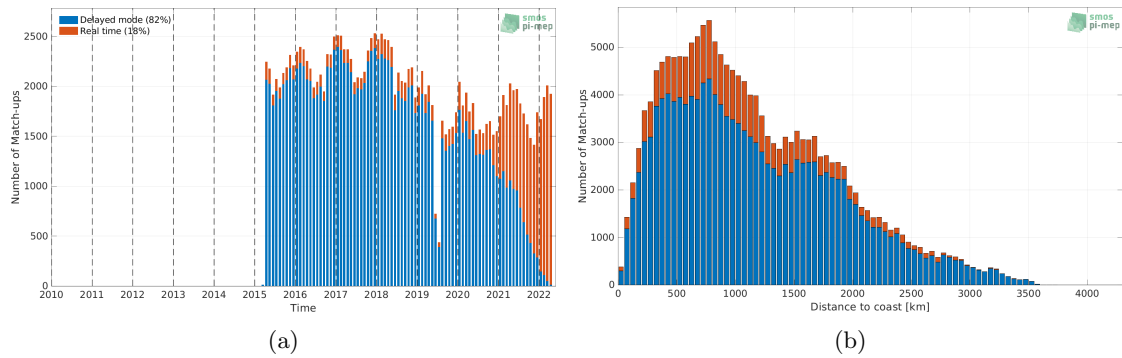 Delayed mode (82%)
Real time (18%)
smos
pi-mep
2500
2000
1500
1000
500
0
Number of Match-ups
2010 2011 2012 2013 2014 2015 2016 2017 2018 2019 2020 2021 2022
Time
(a)
smos
pi-mep
5000
4000
3000
2000
1000
0
Number of Match-ups
0 500 1000 1500 2000 2500 3000 3500 4000
Distance to coast [km]
(b)